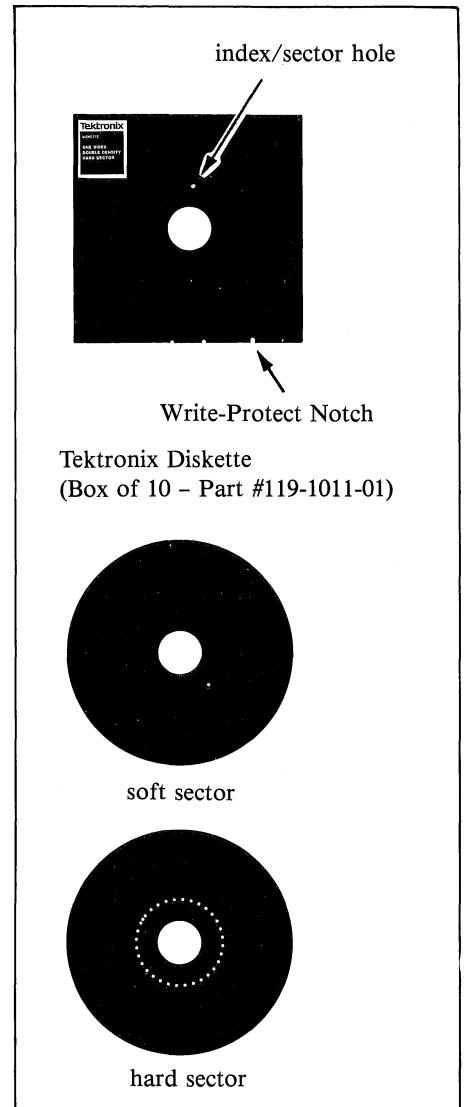 index/sector hole
Tektronix
DISKETTE
ONE SIDED
DOUBLE DENSITY
HARD SECTOR
Write-Protect Notch
Tektronix Diskette
(Box of 10 – Part #119-1011-01)
soft sector
hard sector